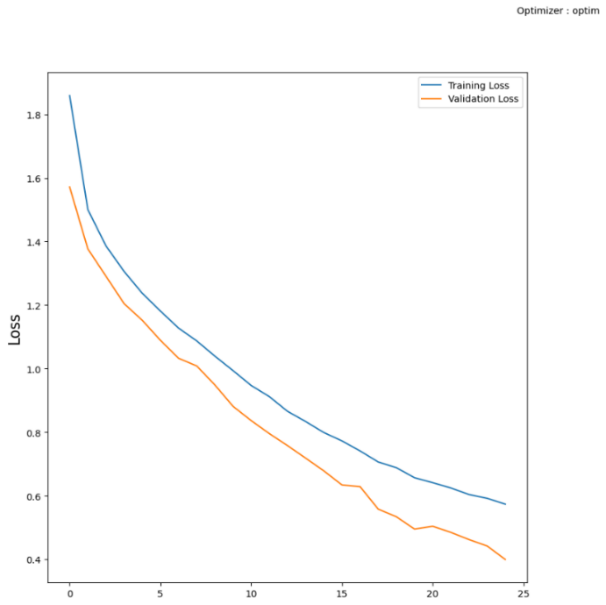 Optimizer : optim
Training Loss
Validation Loss
1.8
1.6
1.4
1.2
1.0
0.8
0.6
0.4
Loss
0 5 10 15 20 25